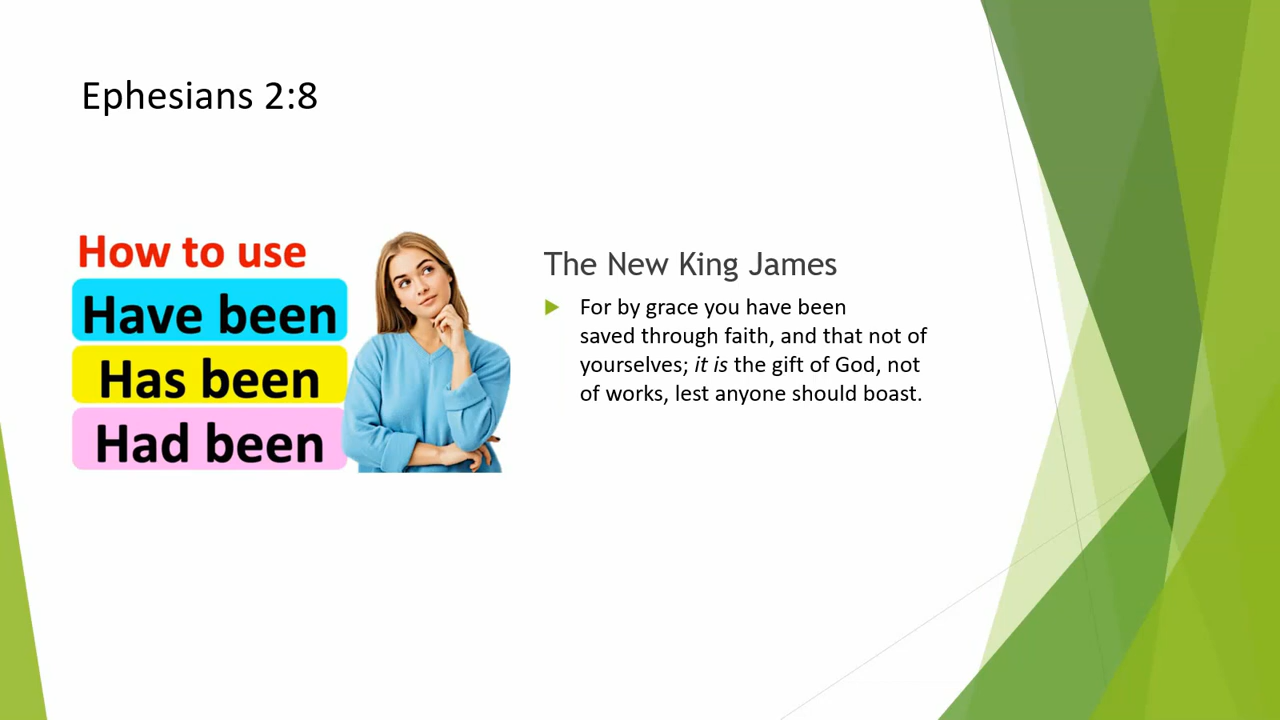 Ephesians 2:8
How to use
Have been
Has been
Had been
The New King James
For by grace you have been
saved through faith, and that not of
yourselves; it is the gift of God, not
of works, lest anyone should boast.